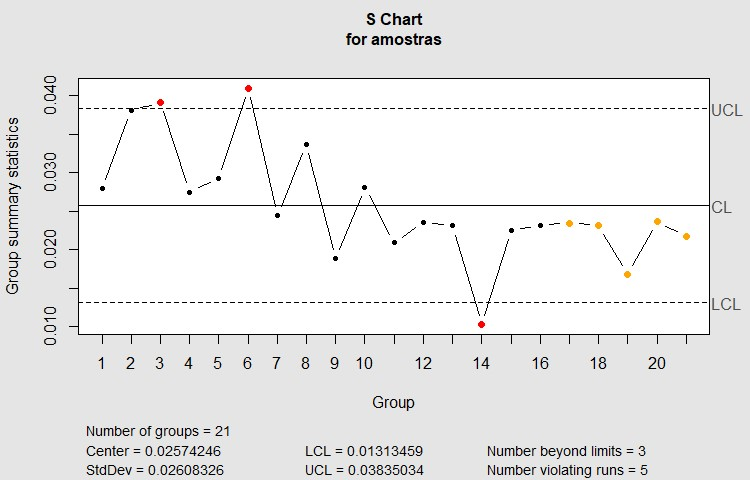 S Chart
for amostras
Group summary statistics
0.040
0.030
0.020
0.010
UCL
CL
LCL
1 2 3 4 5 6 7 8 9 10 12 14 16 18 20
Group
Number of groups = 21
Center = 0.02574246 LCL = 0.01313459 Number beyond limits = 3
StdDev = 0.02608326 UCL = 0.03835034 Number violating runs = 5